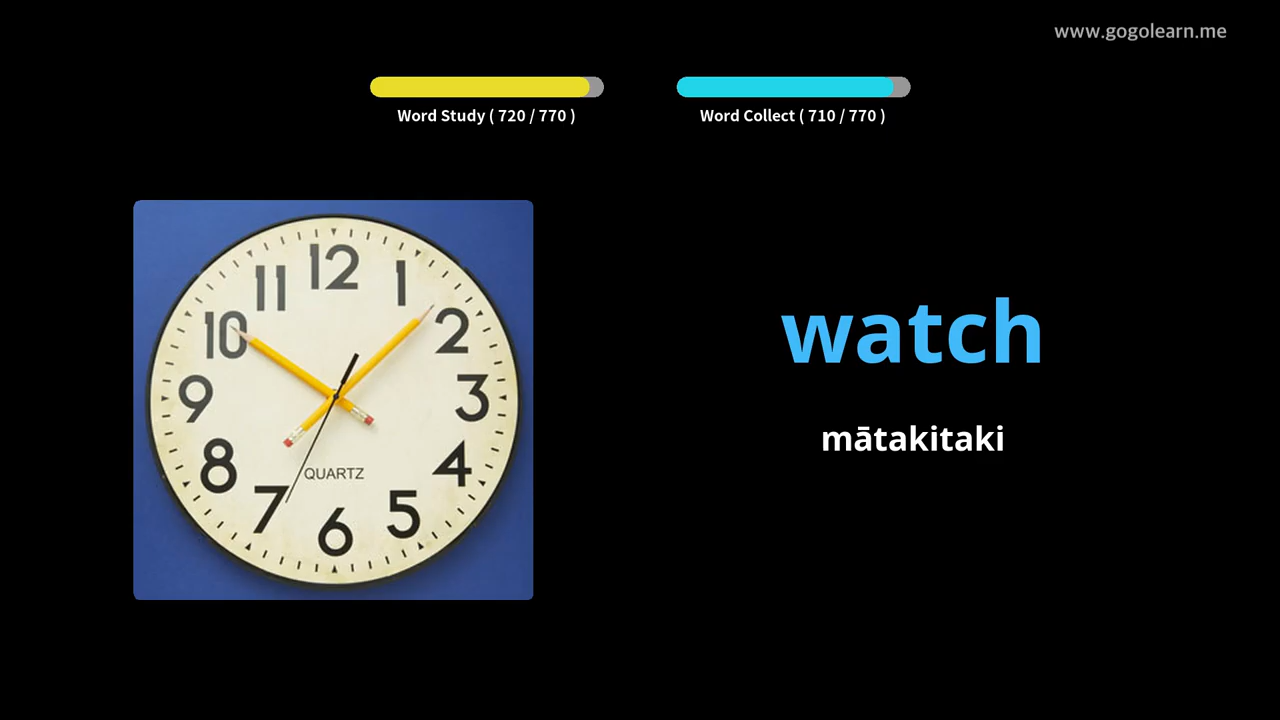 www.gogolearn.me
Word Study ( 720 / 770 )
Word Collect ( 710 / 770 )
12
11
1
10
2
9
3
8
4
QUARTZ
7
5
6
watch
mātakitaki